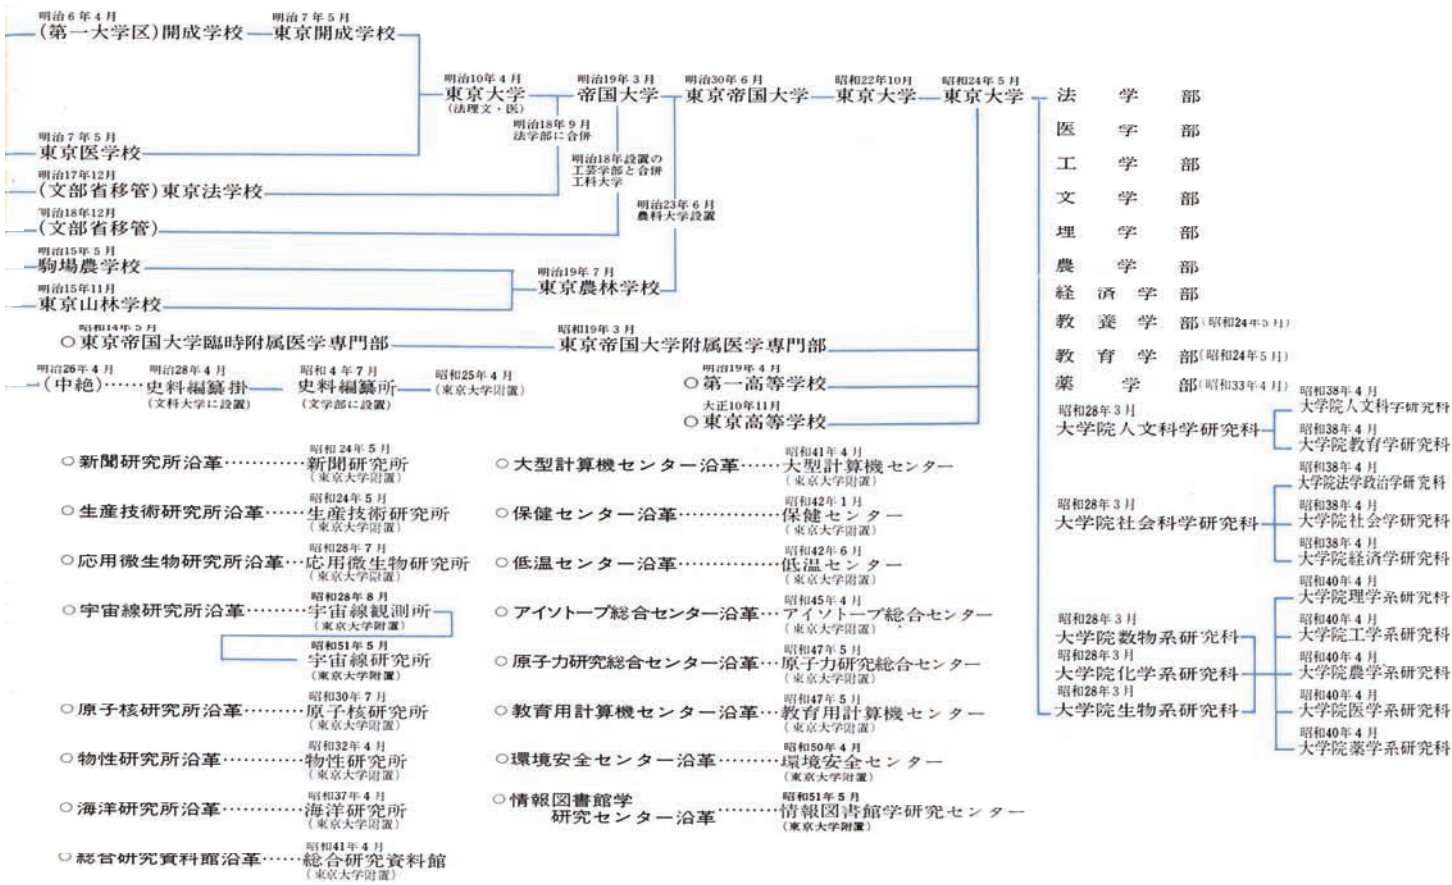 明治6年4月 明治7年5月
(第一大学区)開成学校 東京開成学校
明治10年4月 明治19年3月 明治30年6月 昭和22年10月 昭和24年5月
東京大学 帝国大学 東京帝国大学 東京大学 東京大学
(法理文・医)
明治18年9月
法学部に合併
明治7年5月
東京医学校
明治18年設置の
工芸学部と合併
工科大学
明治17年12月
(文部省移管)東京法学校
明治23年6月
農科大学設置
明治18年12月
(文部省移管)
明治15年5月
駒場農学校
明治19年7月
東京農林学校
明治15年11月
東京山林学校
昭和14年5月 昭和19年3月
○東京帝国大学臨時附属医学専門部 東京帝国大学附属医学専門部
明治26年4月 明治28年4月 昭和4年7月 昭和25年4月
(中絶)……史料編纂掛 史料編纂所 (東京大学附置)
(文科大学に設置) (文学部に設置)
明治19年4月
○第一高等学校
大正10年11月
○東京高等学校
法学部
医学部
工学部
文学部
理学部
農学部
経済学部
教養学部(昭和24年5月)
教育学部(昭和24年5月)
薬学部(昭和33年4月)
昭和28年3月
大学院人文科学研究科
昭和38年4月
大学院人文科学研究科
昭和38年4月
大学院教育学研究科
昭和28年3月
大学院社会科学研究科
昭和38年4月
大学院法学政治学研究科
昭和38年4月
大学院社会学研究科
昭和38年4月
大学院経済学研究科
昭和28年3月
大学院数物系研究科
昭和28年3月
大学院化学系研究科
昭和28年3月
大学院生物系研究科
昭和40年4月
大学院理学系研究科
昭和40年4月
大学院工学系研究科
昭和40年4月
大学院農学系研究科
昭和40年4月
大学院医学系研究科
昭和40年4月
大学院薬学系研究科
昭和24年5月
○新聞研究所沿革…………新聞研究所
(東京大学附置)
昭和24年5月
○生産技術研究所沿革……生産技術研究所
(東京大学附置)
昭和28年7月
○応用微生物研究所沿革…応用微生物研究所
(東京大学附置)
昭和28年8月
○宇宙線研究所沿革………宇宙線観測所
(東京大学附置)
昭和51年5月
宇宙線研究所
(東京大学附置)
昭和30年7月
○原子核研究所沿革………原子核研究所
(東京大学附置)
昭和32年4月
○物性研究所沿革…………物性研究所
(東京大学附置)
昭和37年4月
○海洋研究所沿革…………海洋研究所
(東京大学附置)
昭和41年4月
○総合研究資料館沿革……総合研究資料館
(東京大学附置)
昭和41年4月
○大型計算機センター沿革……大型計算機センター
(東京大学附置)
昭和42年1月
○保健センター沿革……………保健センター
(東京大学附置)
昭和42年6月
○低温センター沿革……………低温センター
(東京大学附置)
昭和45年4月
○アイソトープ総合センター沿革…アイソトープ総合センター
(東京大学附置)
昭和47年5月
○原子力研究総合センター沿革…原子力研究総合センター
(東京大学附置)
昭和47年5月
○教育用計算機センター沿革…教育用計算機センター
(東京大学附置)
昭和50年4月
○環境安全センター沿革………環境安全センター
(東京大学附置)
昭和51年5月
○情報図書館学
研究センター沿革………情報図書館学研究センター
(東京大学附置)